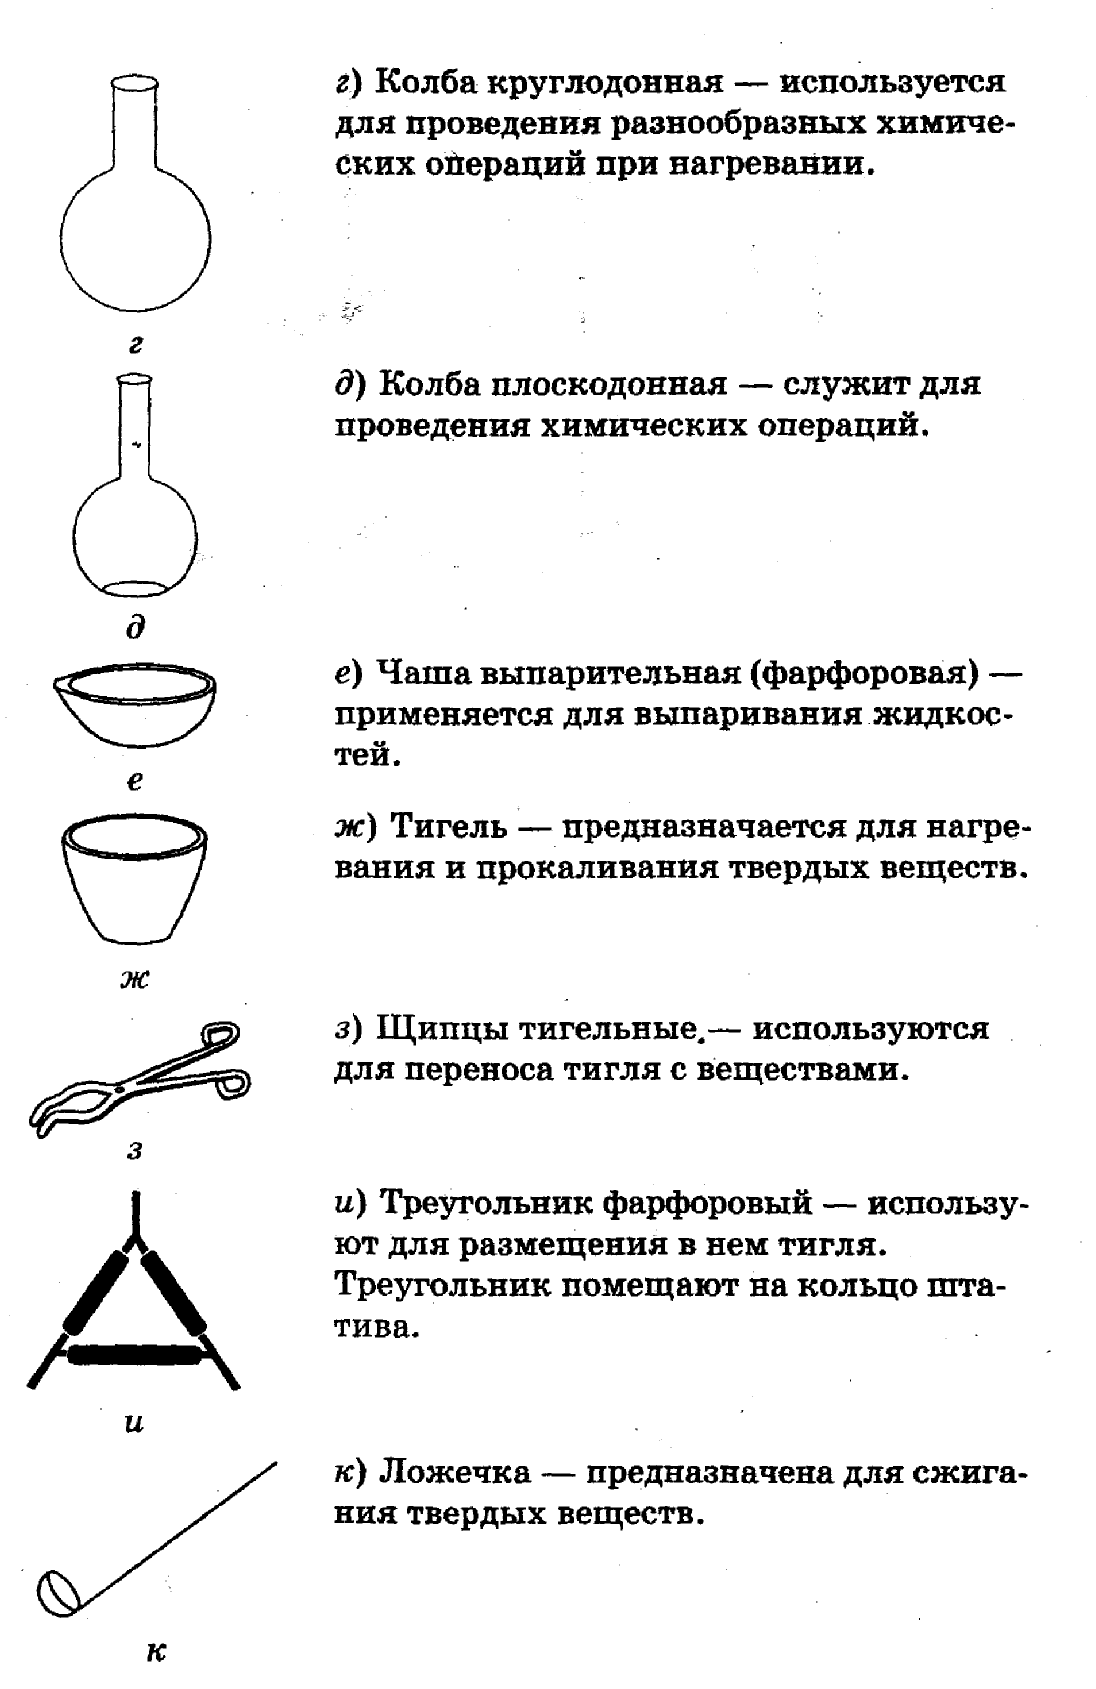 г) Колба круглодонная — используется
для проведения разнообразных химиче-
ских операций при нагревании.
г
д) Колба плоскодонная — служит для
проведения химических операций.
д
е) Чаша выпарительная (фарфоровая) —
применяется для выпаривания жидкос-
тей.
е
ж) Тигель — предназначается для нагре-
вания и прокаливания твердых веществ.
ж
з) Щипцы тигельные.— используются
для переноса тигля с веществами.
з
и) Треугольник фарфоровый — использу-
ют для размещения в нем тигля.
Треугольник помещают на кольцо шта-
тива.
и
к) Ложечка — предназначена для сжига-
ния твердых веществ.
к